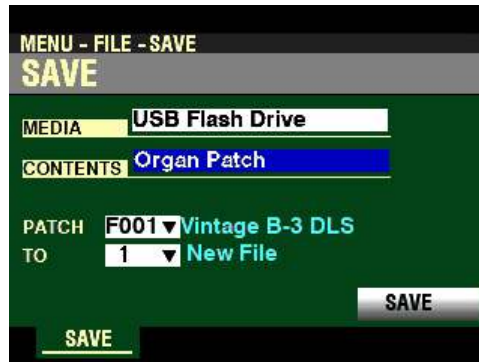 MENU - FILE - SAVE
SAVE
MEDIA USB Flash Drive
CONTENTS Organ Patch
PATCH F001▼ Vintage B-3 DLS
TO 1 ▼ New File
SAVE
SAVE